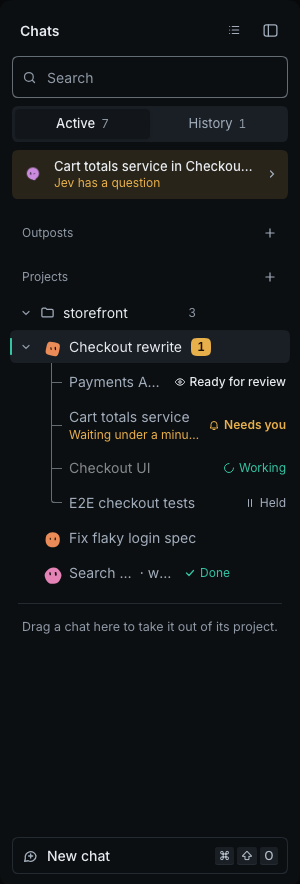 Chats
Search
Active 7
History 1
Cart totals service in Checkou...
Jev has a question
Outposts
Projects
storefront 3
Checkout rewrite 1
Payments A... Ready for review
Cart totals service
Waiting under a minu... Needs you
Checkout UI Working
E2E checkout tests Held
Fix flaky login spec
Search ... · w... Done
Drag a chat here to take it out of its project.
New chat ⌘ ⇧ O